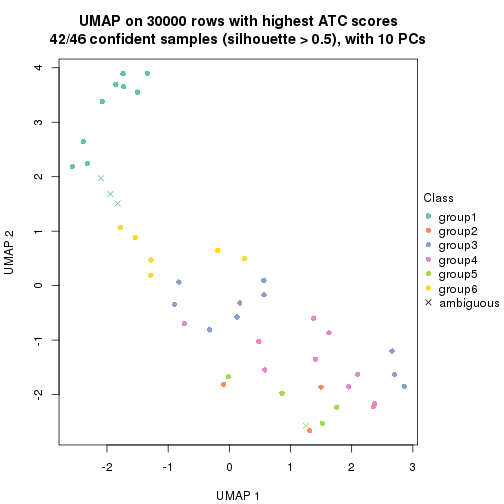 UMAP on 30000 rows with highest ATC scores
42/46 confident samples (silhouette > 0.5), with 10 PCs
4
3
2
1
0
-1
-2
UMAP 2
-2
-1
0
1
2
3
UMAP 1
Class
group1
group2
group3
group4
group5
group6
ambiguous